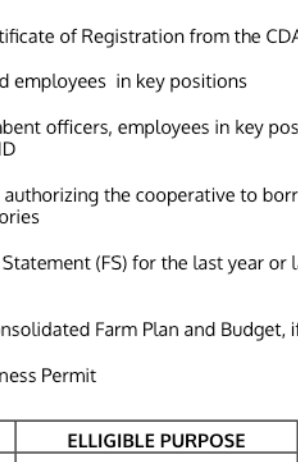 tificate of Registration from the CDA
d employees in key positions
bent officers, employees in key pos
ID
authorizing the cooperative to borr
ories
Statement (FS) for the last year or l
nsolidated Farm Plan and Budget, if
ness Permit
ELLIGIBLE PURPOSE